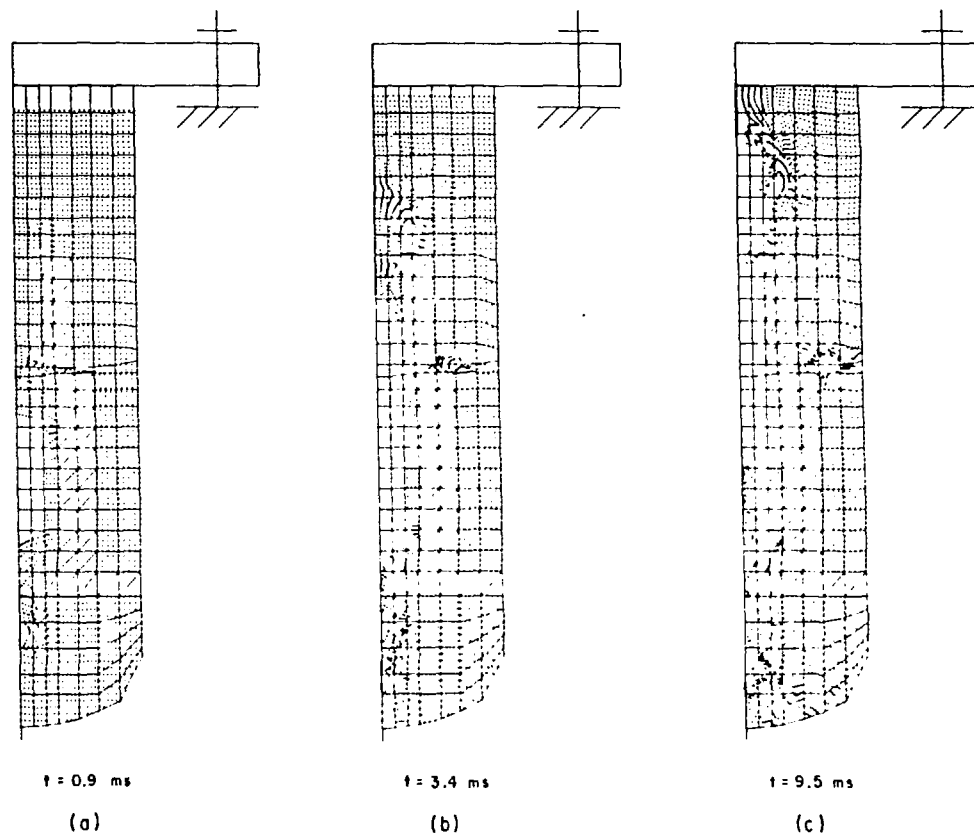 t = 0.9 ms
t = 3.4 ms
t = 9.5 ms
(a)
(b)
(c)